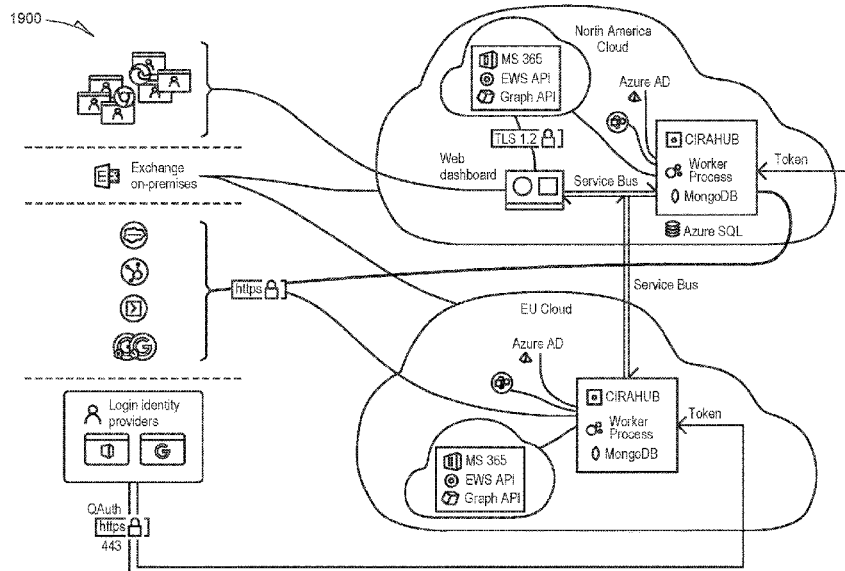 1900
North America
Cloud
MS 365
EWS API
Graph API
Azure AD
TLS 1.2
CIRAHUB
Worker
Process
MongoDB
Token
Web
dashboard
Service Bus
Azure SQL
E
Exchange
on-premises
https
Service Bus
EU Cloud
Azure AD
CIRAHUB
Worker
Process
MongoDB
Token
G
Login identity
providers
G
MS 365
EWS API
Graph API
OAuth
https
443